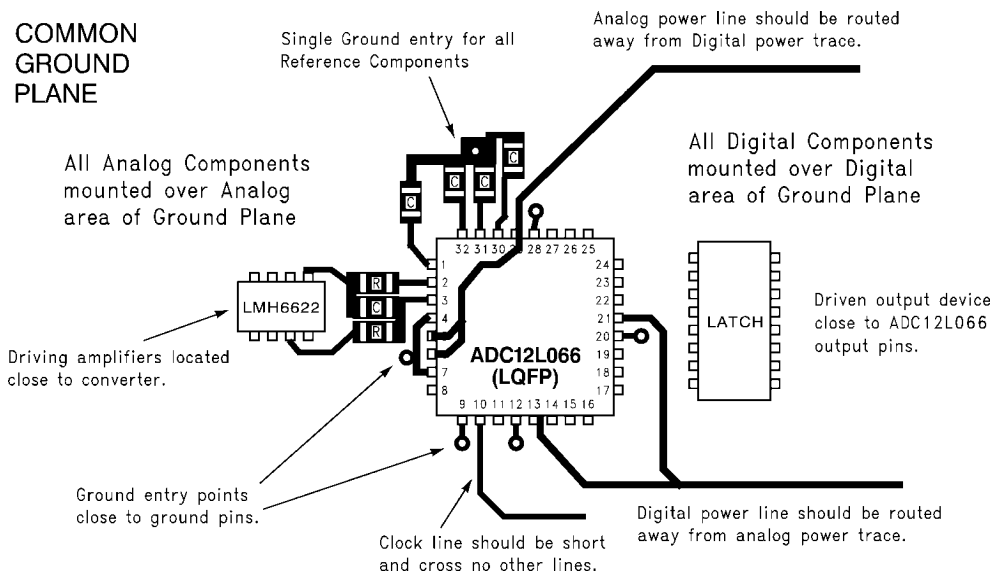 COMMON
GROUND
PLANE
Single Ground entry for all
Reference Components
Analog power line should be routed
away from Digital power trace.
All Analog Components
mounted over Analog
area of Ground Plane
All Digital Components
mounted over Digital
area of Ground Plane
C
C
C
C
32 31 30 28 27 26 25
1
2
3
4
7
8
24
23
22
21
20
19
18
17
R
C
R
LMH6622
ADC12L066
(LQFP)
LATCH
Driven output device
close to ADC12L066
output pins.
Driving amplifiers located
close to converter.
9 10 11 12 13 14 15 16
Ground entry points
close to ground pins.
Clock line should be short
and cross no other lines.
Digital power line should be routed
away from analog power trace.